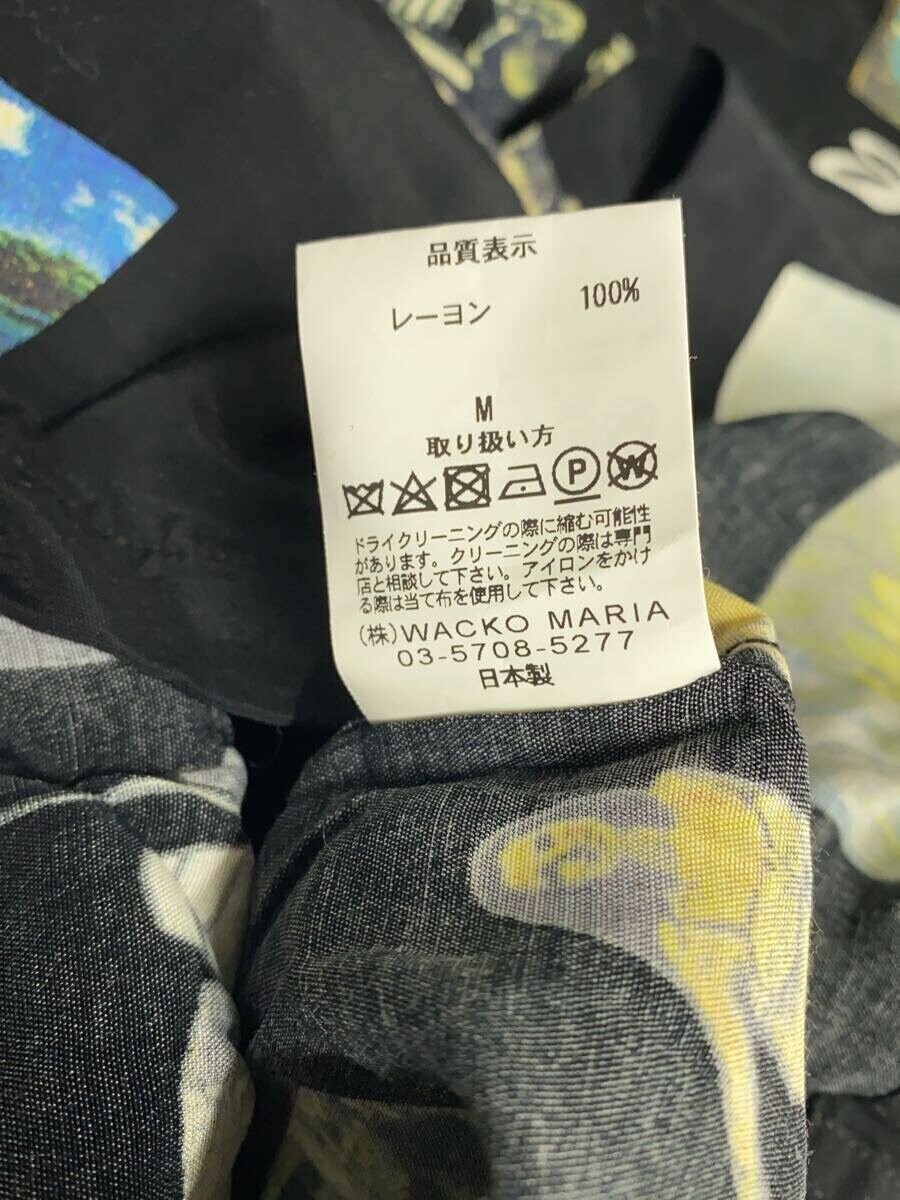 品質表示
レーヨン 100%
M
取り扱い方
P W
ドライクリーニングの際に縮む可能性
があります。クリーニングの際は専門
店と相談して下さい。アイロンをかけ
る際は当て布を使用して下さい。
(株)WACKO MARIA
03-5708-5277
日本製